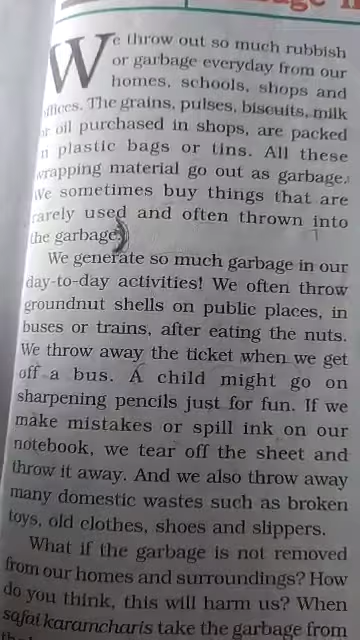 We throw out so much rubbish
or garbage everyday from our
homes, schools, shops and
offices. The grains, pulses, biscuits, milk
or oil purchased in shops, are packed
in plastic bags or tins. All these
wrapping material go out as garbage.
We sometimes buy things that are
rarely used and often thrown into
the garbage.
We generate so much garbage in our
day-to-day activities! We often throw
groundnut shells on public places, in
buses or trains, after eating the nuts.
We throw away the ticket when we get
off a bus. A child might go on
sharpening pencils just for fun. If we
make mistakes or spill ink on our
notebook, we tear off the sheet and
throw it away. And we also throw away
many domestic wastes such as broken
toys, old clothes, shoes and slippers.
What if the garbage is not removed
from our homes and surroundings? How
do you think, this will harm us? When
safai karamcharis take the garbage from